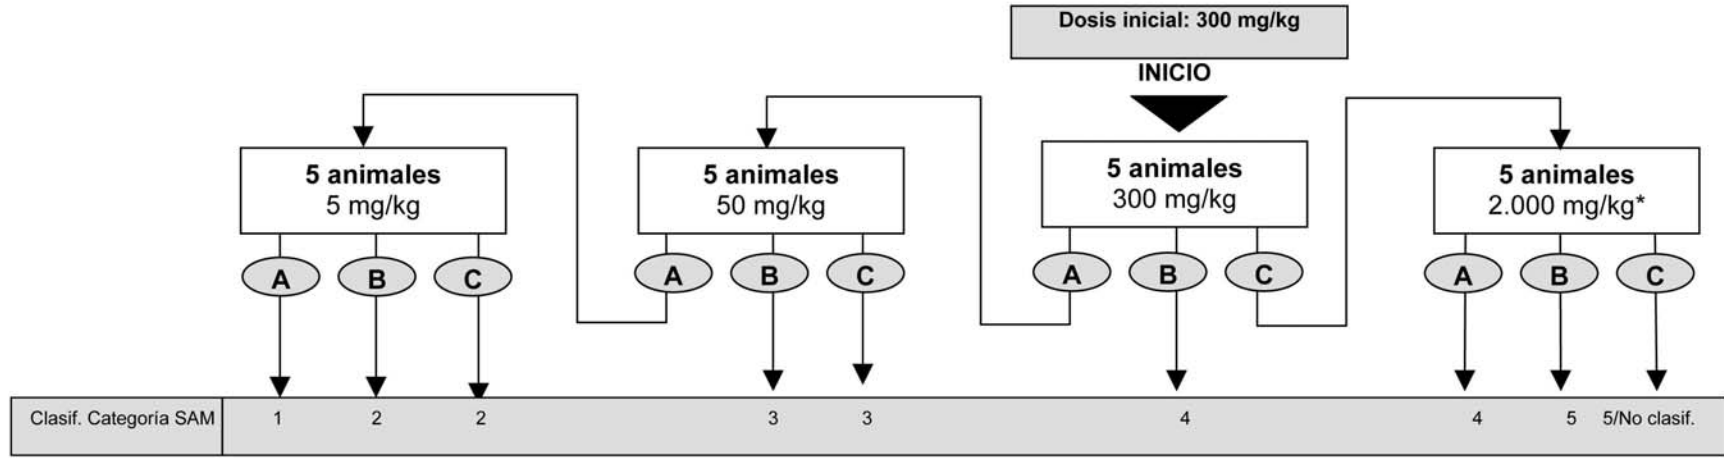 Dosis inicial: 300 mg/kg
INICIO
5 animales
5 mg/kg
5 animales
50 mg/kg
5 animales
300 mg/kg
5 animales
2.000 mg/kg*
A B C A B C A B C A B C
Clasif. Categoría SAM 1 2 2 3 3 4 4 5 5/No clasif.